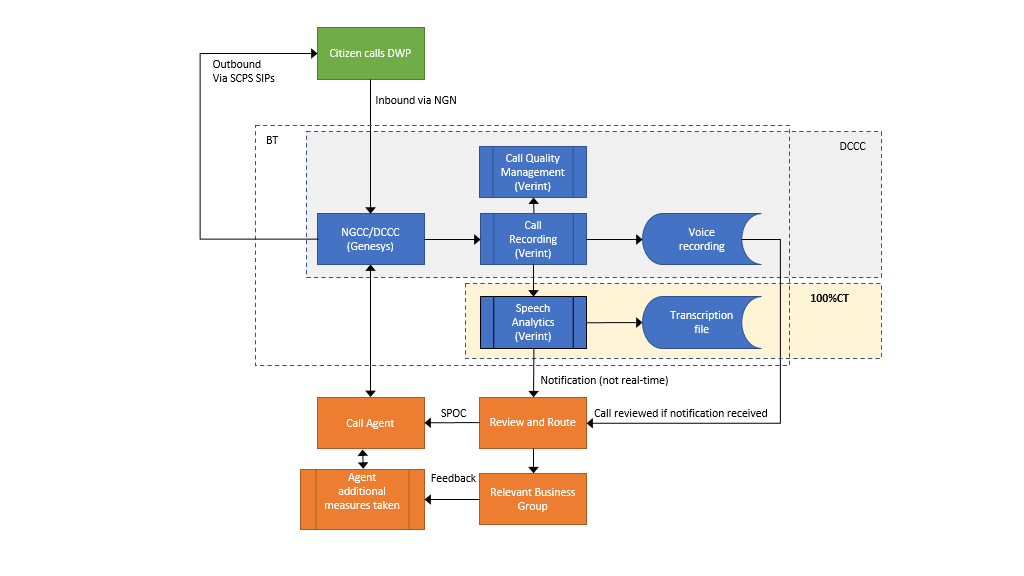 Citizen calls DWP
Outbound
Via SCPS SIPs
Inbound via NGN
BT
DCCC
Call Quality
Management
(Verint)
NGCC/DCCC
(Genesys)
Call
Recording
(Verint)
Voice
recording
100%CT
Speech
Analytics
(Verint)
Transcription
file
Notification (not real-time)
Call Agent
SPOC
Review and Route
Call reviewed if notification received
Agent
additional
measures taken
Feedback
Relevant Business
Group